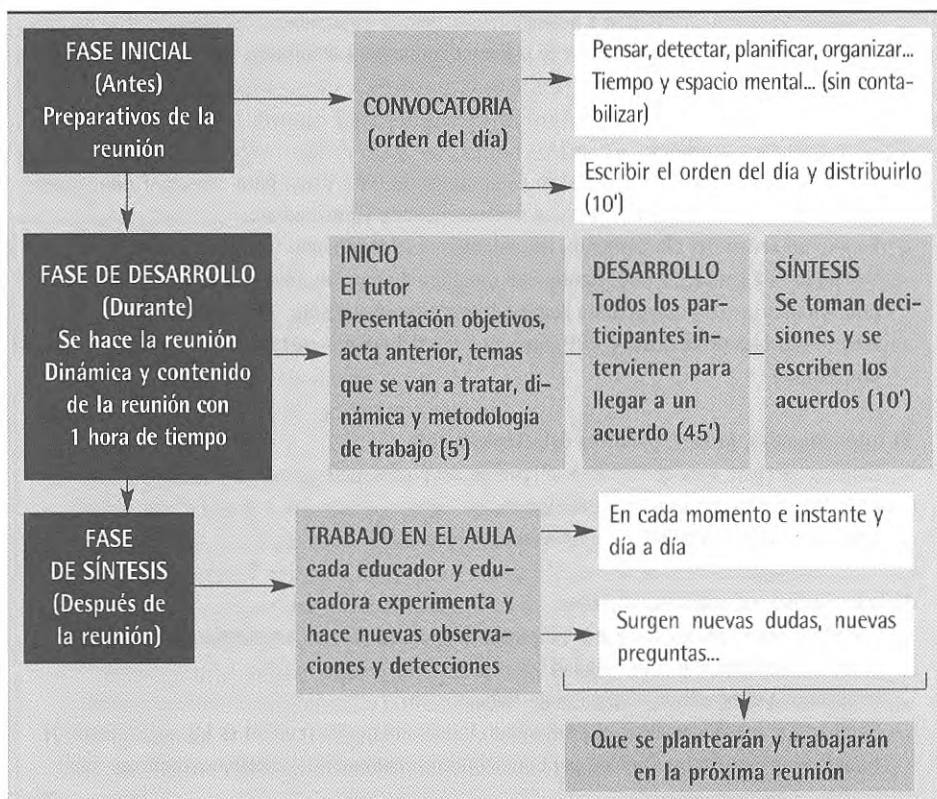 FASE INICIAL
(Antes)
Preparativos de la
reunión
CONVOCATORIA
(orden del día)
Pensar, detectar, planificar, organizar...
Tiempo y espacio mental... (sin conta-
bilizar)
Escribir el orden del día y distribuirlo
(10')
FASE DE DESARROLLO
(Durante)
Se hace la reunión
Dinámica y contenido
de la reunión con
1 hora de tiempo
INICIO
El tutor
Presentación objetivos,
acta anterior, temas
que se van a tratar, di-
námica y metodología
de trabajo (5')
DESARROLLO
Todos los par-
ticipantes in-
tervienen para
llegar a un
acuerdo (45')
SÍNTESIS
Se toman deci-
siones y se
escriben los
acuerdos (10')
FASE
DE SÍNTESIS
(Después de
la reunión)
TRABAJO EN EL AULA
cada educador y edu-
cadora experimenta y
hace nuevas observa-
ciones y detecciones
En cada momento e instante y
día a día
Surgen nuevas dudas, nuevas
preguntas...
Que se plantearán y trabajarán
en la próxima reunión